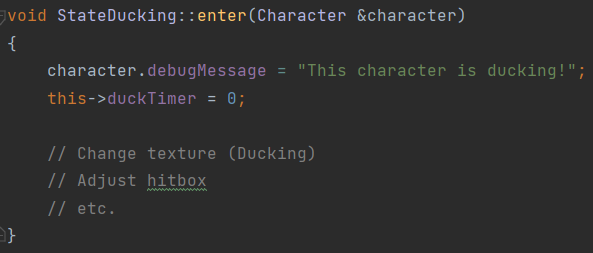 void StateDucking::enter(Character &character)
{
    character.debugMessage = "This character is ducking!";
    this->duckTimer = 0;

    // Change texture (Ducking)
    // Adjust hitbox
    // etc.
}